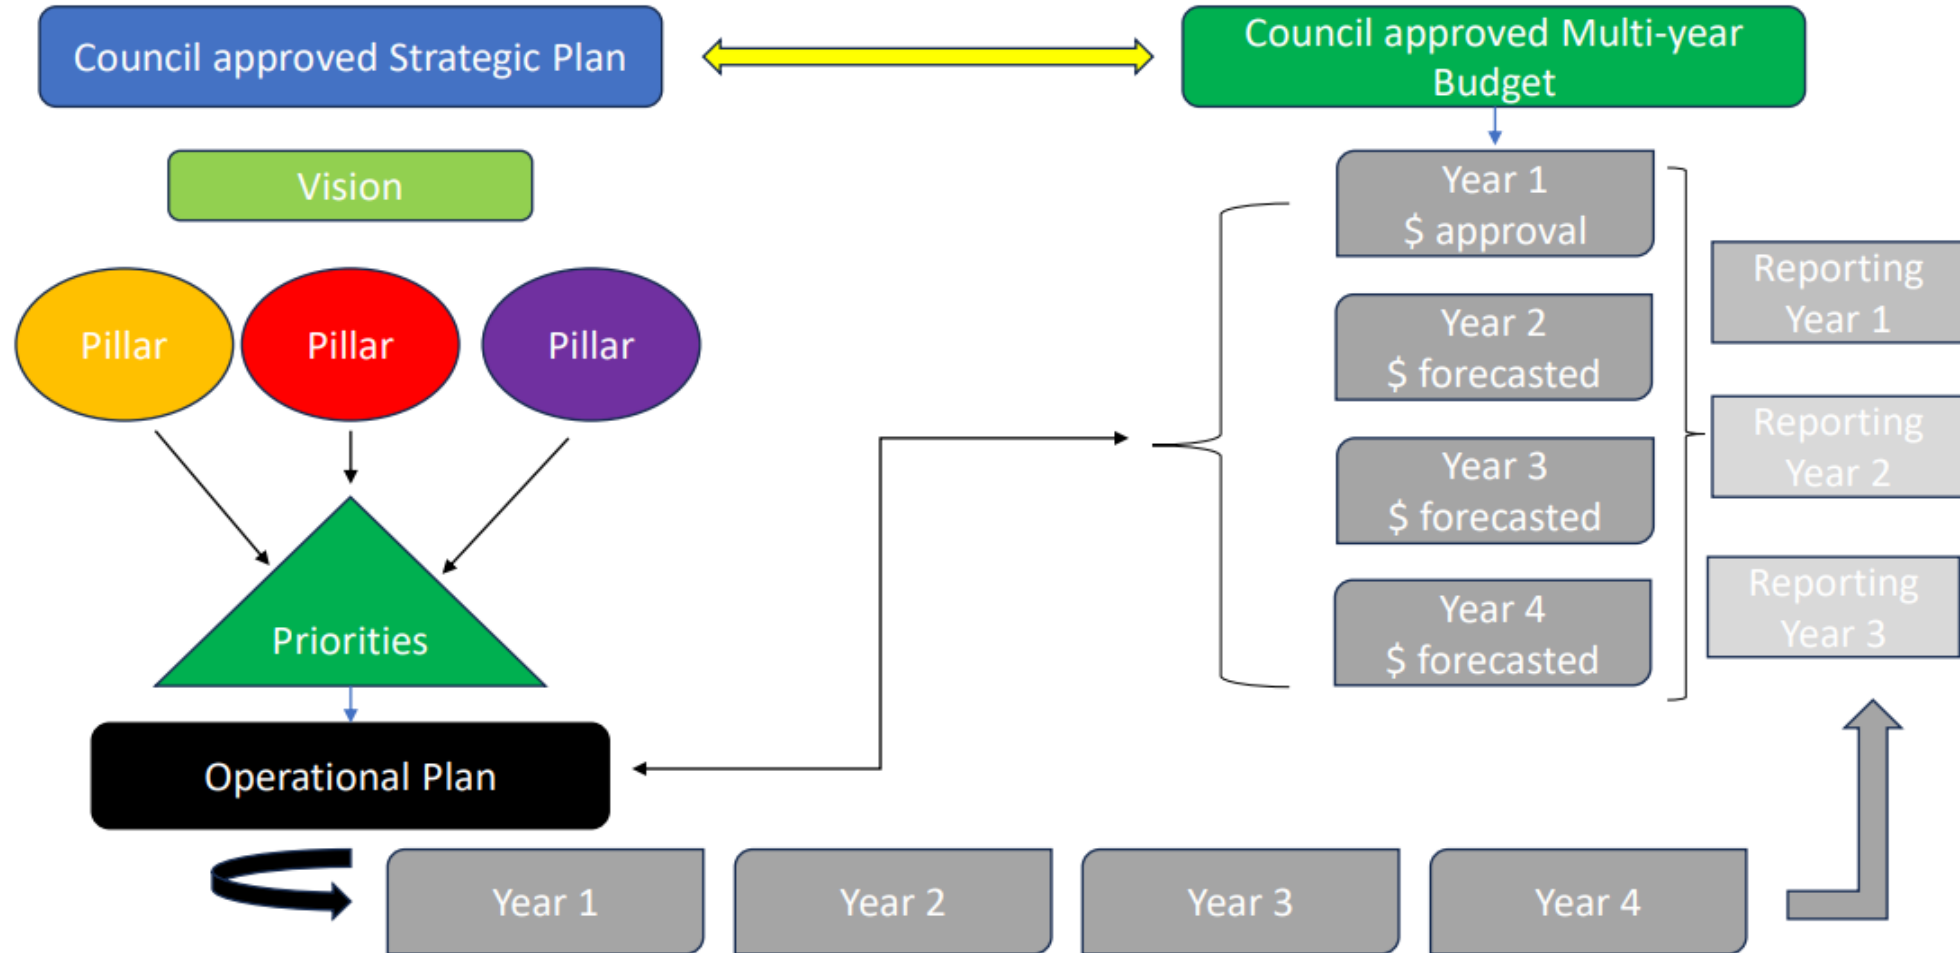 Council approved Strategic Plan
Council approved Multi-year
Budget
Vision
Pillar
Pillar
Pillar
Priorities
Operational Plan
Year 1
$ approval
Year 2
$ forecasted
Year 3
$ forecasted
Year 4
$ forecasted
Reporting
Year 1
Reporting
Year 2
Reporting
Year 3
Year 1
Year 2
Year 3
Year 4